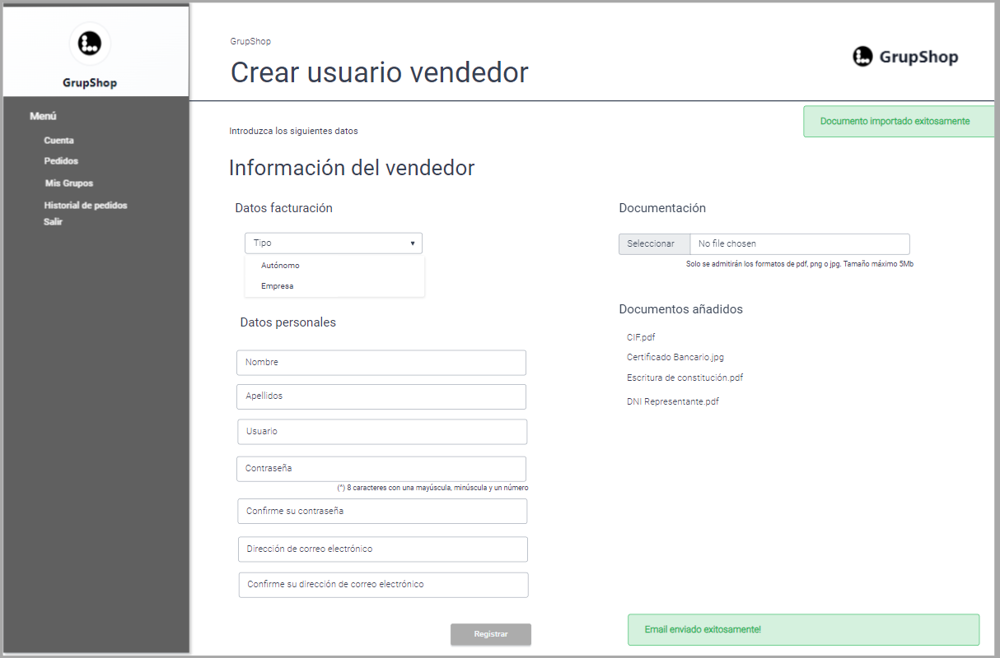 GrupShop
Menú
Cuenta
Pedidos
Mis Grupos
Historial de pedidos
Salir
GrupShop
Crear usuario vendedor
GrupShop
Documento importado exitosamente
Introduzca los siguientes datos
Información del vendedor
Datos facturación
Tipo
Autónomo
Empresa
Datos personales
Nombre
Apellidos
Usuario
Contraseña
(*) 8 caracteres con una mayúscula, minúscula y un número
Confirme su contraseña
Dirección de correo electrónico
Confirme su dirección de correo electrónico
Registrar
Documentación
Seleccionar No file chosen
Solo se admitirán los formatos de pdf, png o jpg. Tamaño máximo 5Mb
Documentos añadidos
CIF.pdf
Certificado Bancario.jpg
Escritura de constitución.pdf
DNI Representante.pdf
Email enviado exitosamente!